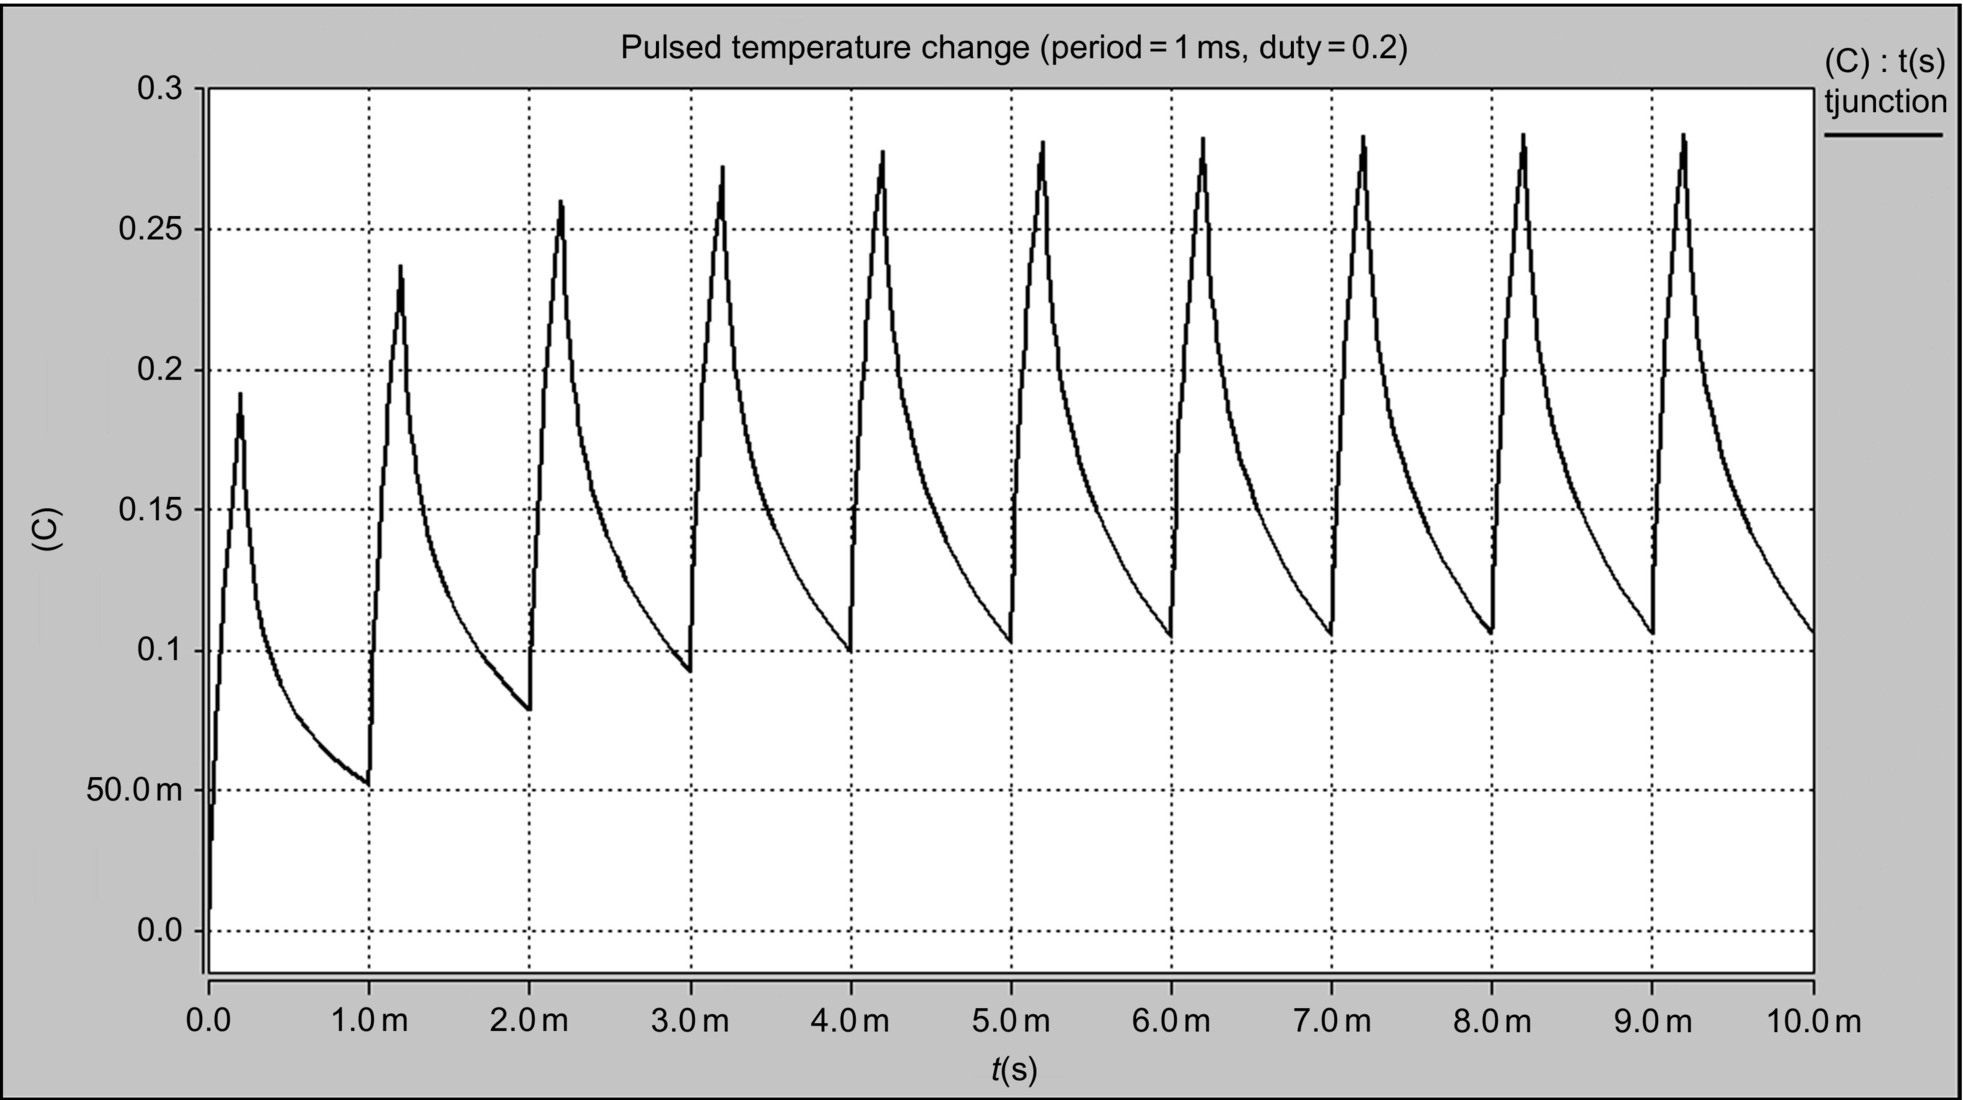 Pulsed temperature change (period = 1 ms, duty = 0.2)
(C) : t(s)
tjunction
0.3
0.25
0.2
0.15
0.1
50.0 m
0.0
(C)
0.0 1.0 m 2.0 m 3.0 m 4.0 m 5.0 m 6.0 m 7.0 m 8.0 m 9.0 m 10.0 m
t(s)